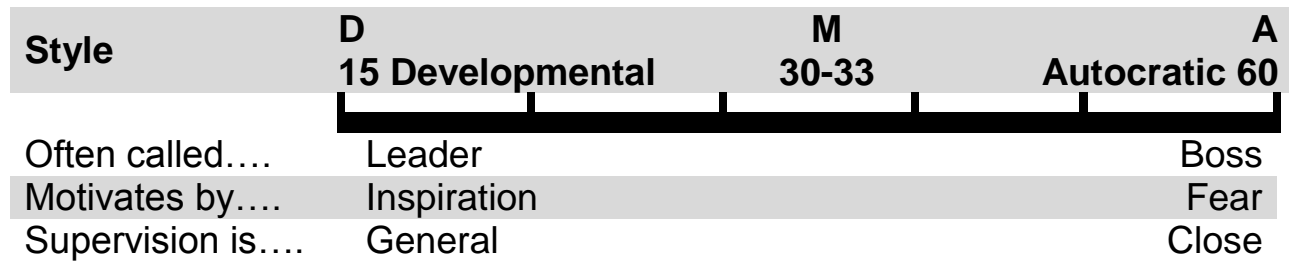 Style D M A
15 Developmental 30-33 Autocratic 60
Often called…. Leader Boss
Motivates by…. Inspiration Fear
Supervision is…. General Close